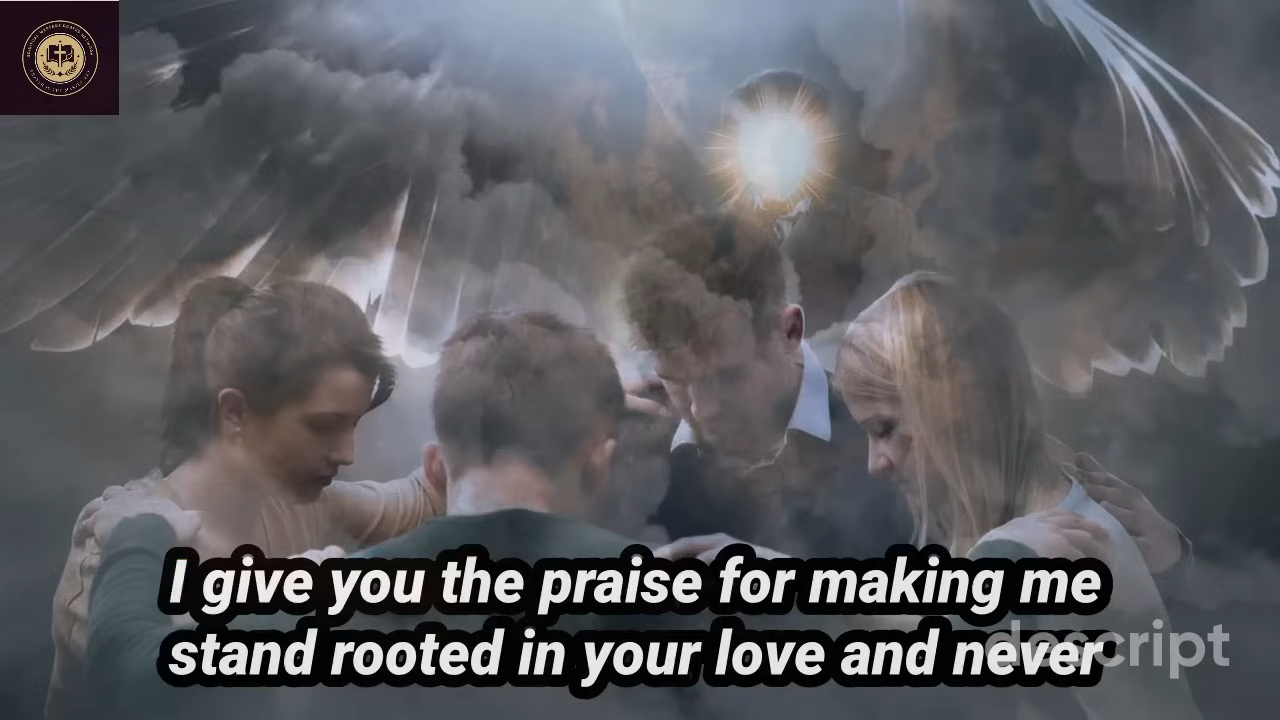 I give you the praise for making me
stand rooted in your love and never
descript